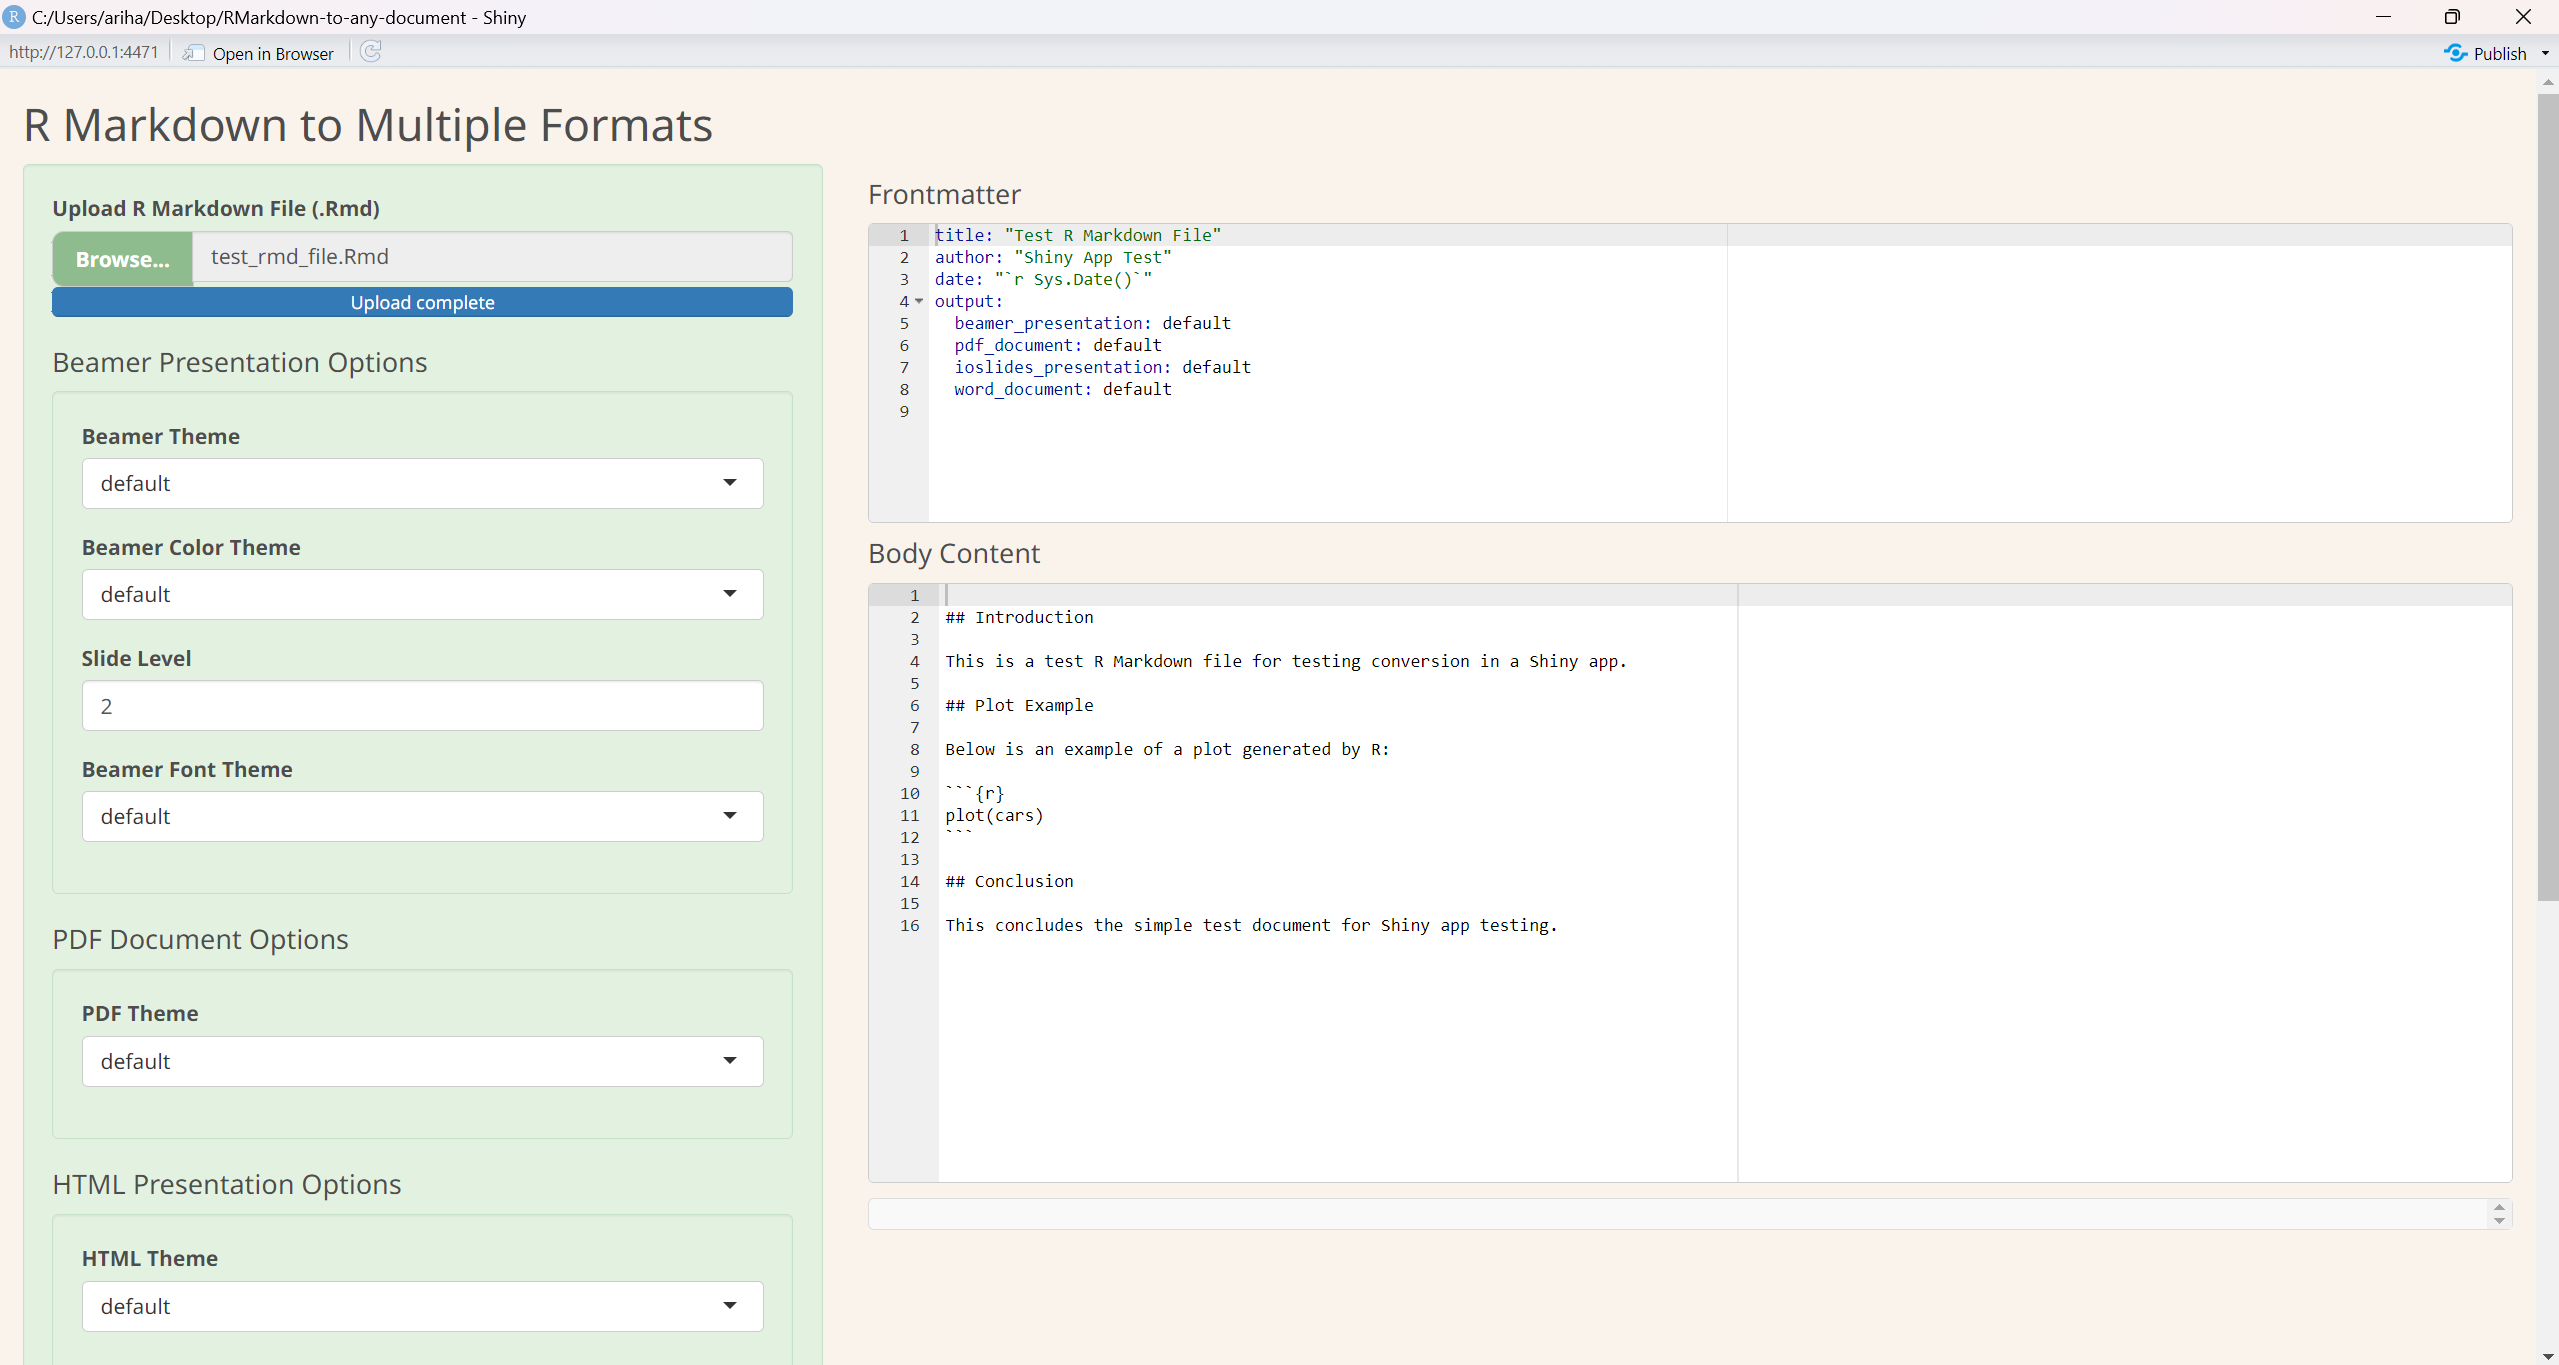 C:/Users/ariha/Desktop/RMarkdown-to-any-document - Shiny
http://127.0.0.1:4471 Open in Browser Publish
R Markdown to Multiple Formats
Upload R Markdown File (.Rmd)
Browse... test_rmd_file.Rmd
Upload complete
Beamer Presentation Options
Beamer Theme
default
Beamer Color Theme
default
Slide Level
2
Beamer Font Theme
default
PDF Document Options
PDF Theme
default
HTML Presentation Options
HTML Theme
default
Frontmatter
1 title: "Test R Markdown File"
2 author: "Shiny App Test"
3 date: "`r Sys.Date()`"
4 output:
5   beamer_presentation: default
6   pdf_document: default
7   ioslides_presentation: default
8   word_document: default
9
Body Content
1
2 ## Introduction
3
4 This is a test R Markdown file for testing conversion in a Shiny app.
5
6 ## Plot Example
7
8 Below is an example of a plot generated by R:
9
10 ```{r}
11 plot(cars)
12 ```
13
14 ## Conclusion
15
16 This concludes the simple test document for Shiny app testing.